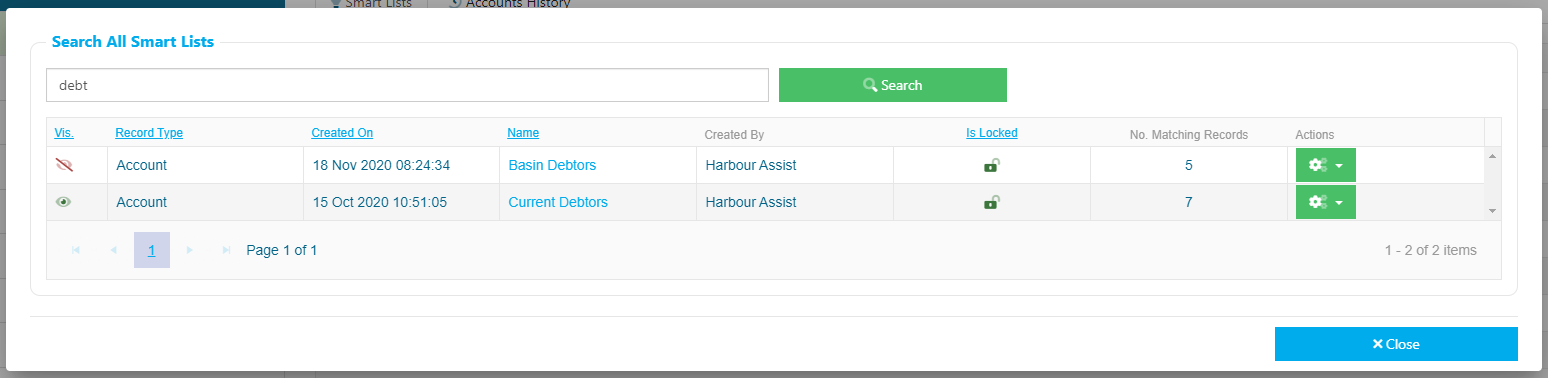 Smart Lists Accounts History
Search All Smart Lists
debt Search
Vis. Record Type Created On Name Created By Is Locked No. Matching Records Actions
Account 18 Nov 2020 08:24:34 Basin Debtors Harbour Assist 5
Account 15 Oct 2020 10:51:05 Current Debtors Harbour Assist 7
1 Page 1 of 1 1 - 2 of 2 items
Close